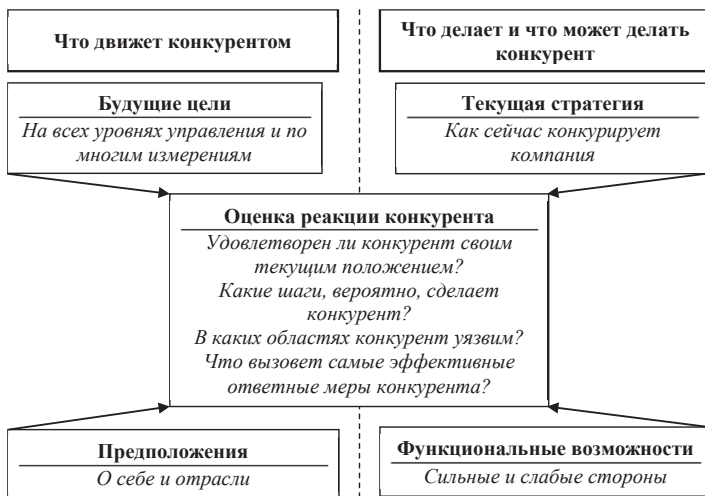 Что движет конкурентом
Что делает и что может делать
конкурент
Будущие цели
На всех уровнях управления и по
многим измерениям
Текущая стратегия
Как сейчас конкурирует
компания
Оценка реакции конкурента
Удовлетворен ли конкурент своим
текущим положением?
Какие шаги, вероятно, сделает
конкурент?
В каких областях конкурент уязвим?
Что вызовет самые эффективные
ответные меры конкурента?
Предположения
О себе и отрасли
Функциональные возможности
Сильные и слабые стороны